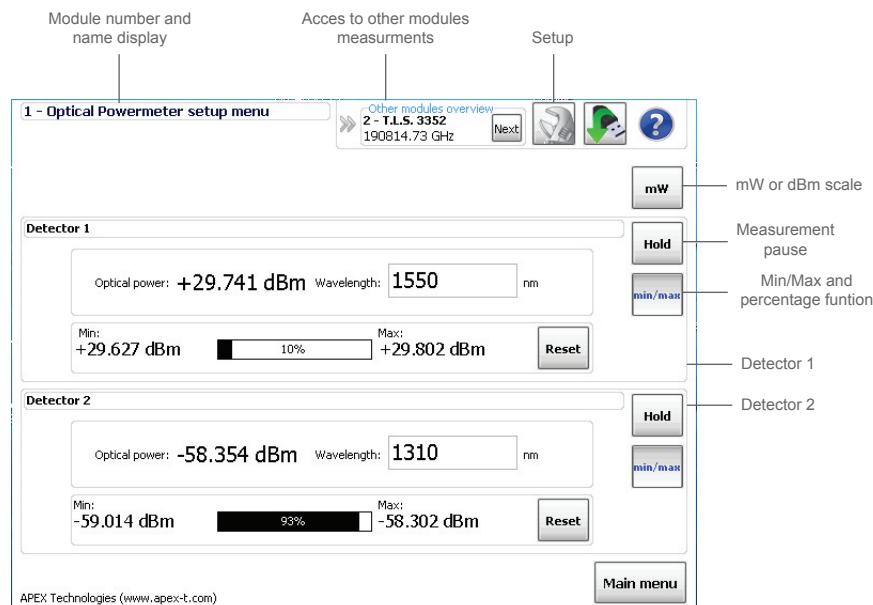 Module number and
name display
Acces to other modules
measurments
Setup
1 - Optical Powermeter setup menu
Other modules overview
2 - T.L.S. 3352
190814.73 GHz
Next
?
mW
mW or dBm scale
Detector 1
Hold
Measurement
pause
Optical power: +29.741 dBm Wavelength: 1550 nm
min/max
Min/Max and
percentage funtion
Min: Max:
+29.627 dBm 10% +29.802 dBm Reset
Detector 1
Detector 2
Hold
Detector 2
Optical power: -58.354 dBm Wavelength: 1310 nm
min/max
Min: Max:
-59.014 dBm 93% -58.302 dBm Reset
Main menu
APEX Technologies (www.apex-t.com)